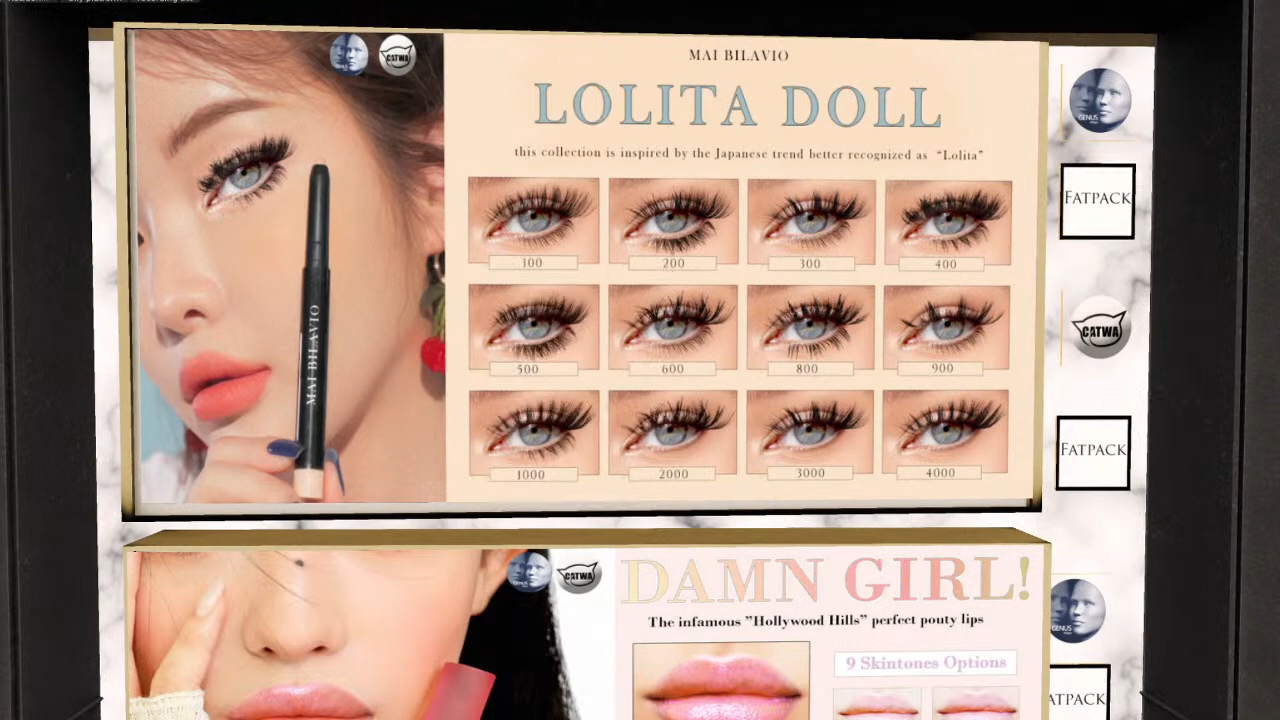 CATWA
MAI BILAVIO
LOLITA DOLL
this collection is inspired by the Japanese trend better recognized as "Lolita"
100 200 300 400
500 600 800 900
1000 2000 3000 4000
MAI BILAVIO
GENUS
FATPACK
CATWA
FATPACK
CATWA
DAMN GIRL!
The infamous "Hollywood Hills" perfect pouty lips
9 Skintones Options
GENUS
FATPACK